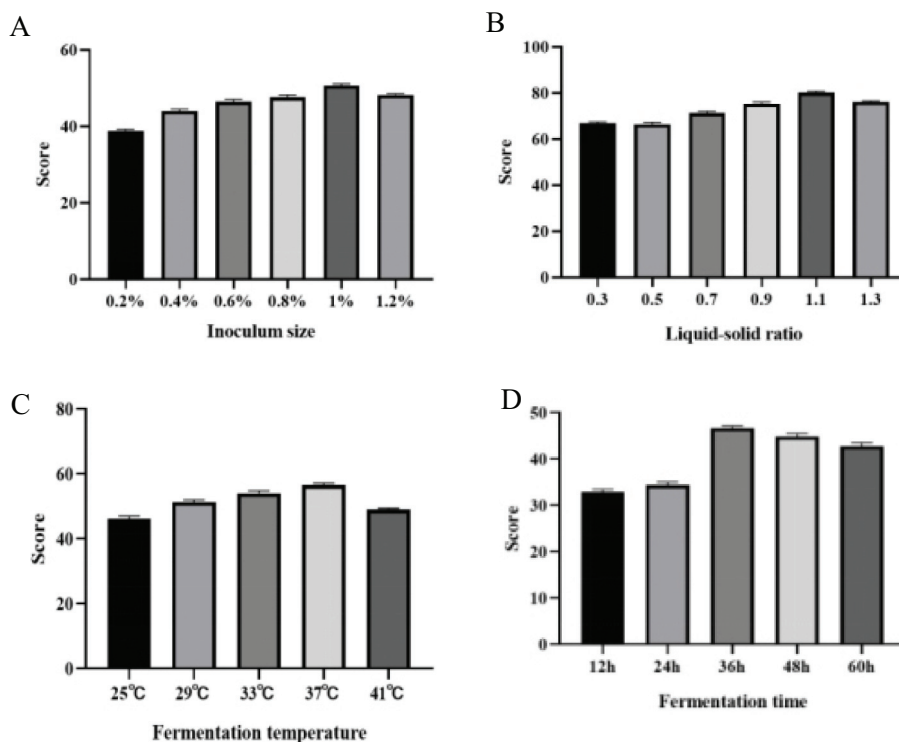 A
Score
60
40
20
0
0.2% 0.4% 0.6% 0.8% 1% 1.2%
Inoculum size
B
Score
100
80
60
40
20
0
0.3 0.5 0.7 0.9 1.1 1.3
Liquid-solid ratio
C
Score
80
60
40
20
0
25℃ 29℃ 33℃ 37℃ 41℃
Fermentation temperature
D
Score
50
40
30
20
10
0
12h 24h 36h 48h 60h
Fermentation time